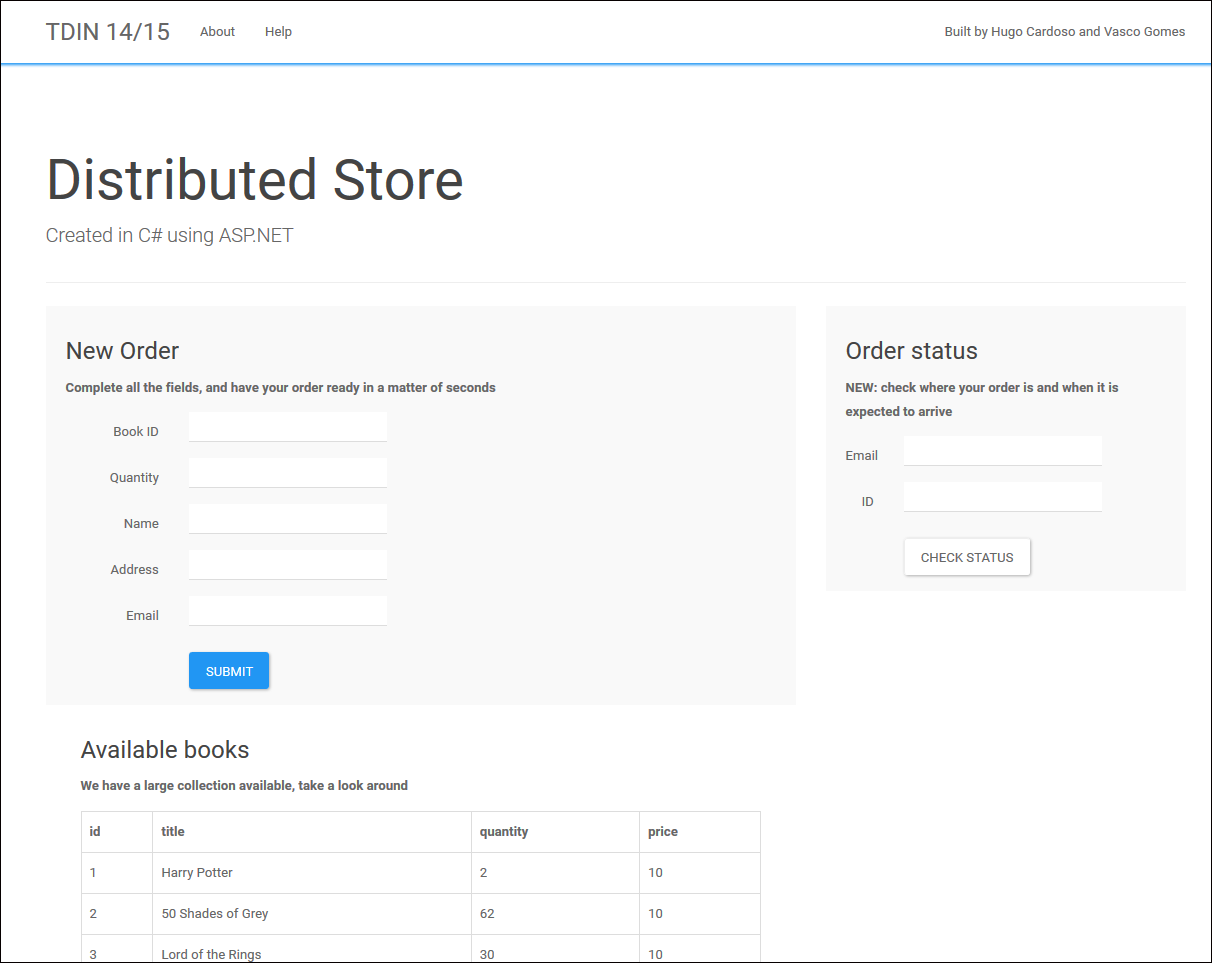 TDIN 14/15 About Help Built by Hugo Cardoso and Vasco Gomes
Distributed Store
Created in C# using ASP.NET
New Order
Complete all the fields, and have your order ready in a matter of seconds
Book ID
Quantity
Name
Address
Email
SUBMIT
Order status
NEW: check where your order is and when it is
expected to arrive
Email
ID
CHECK STATUS
Available books
We have a large collection available, take a look around
id title quantity price
1 Harry Potter 2 10
2 50 Shades of Grey 62 10
3 Lord of the Rings 30 10